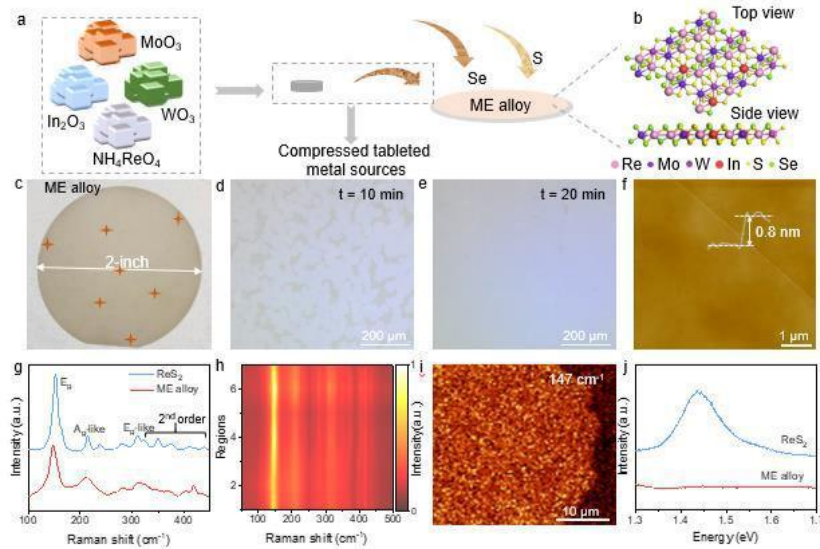 a
MoO3
In2O3
WO3
NH4ReO4
Compressed tableted
metal sources
Se
S
ME alloy
b
Top view
Side view
Re Mo W In S Se
c
ME alloy
2-inch
d
t = 10 min
200 μm
e
t = 20 min
200 μm
f
0.8 nm
1 μm
g
Eg
ReS2
ME alloy
Ag-like
Eg-like
2nd order
Intensity (a.u.)
100 200 300 400
Raman shift (cm-1)
h
Regions
6
4
2
100 200 300 400 500
Raman shift (cm-1)
1
0
Intensity(a.u.)
i
147 cm-1
10 μm
j
Intensity (a.u.)
ReS2
ME alloy
1.3 1.4 1.5 1.6 1.7
Energy (eV)